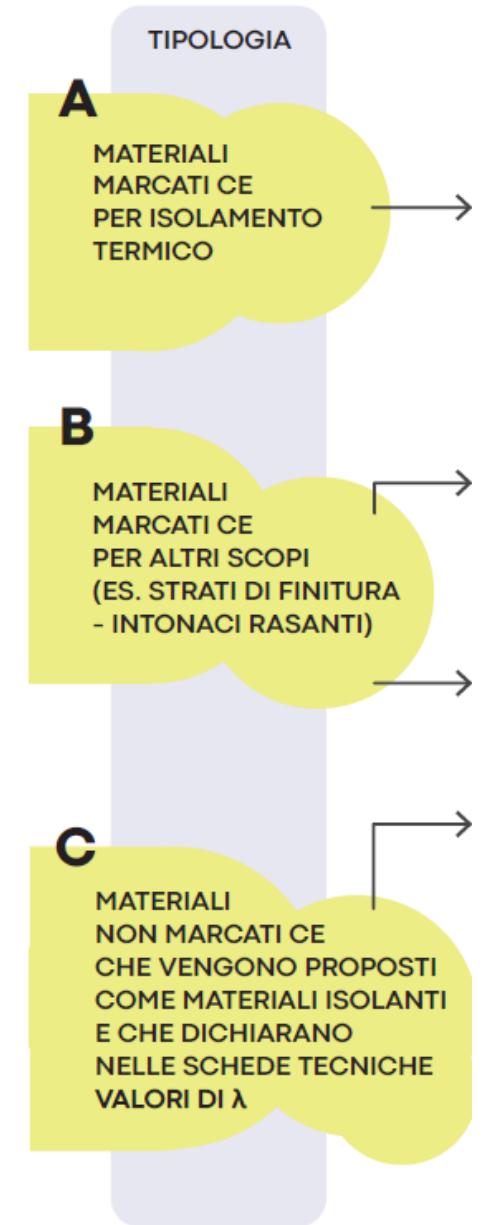 TIPOLOGIA
A
MATERIALI
MARCATI CE
PER ISOLAMENTO
TERMICO
B
MATERIALI
MARCATI CE
PER ALTRI SCOPI
(ES. STRATI DI FINITURA
- INTONACI RASANTI)
C
MATERIALI
NON MARCATI CE
CHE VENGONO PROPOSTI
COME MATERIALI ISOLANTI
E CHE DICHIARANO
NELLE SCHEDE TECNICHE
VALORI DI λ